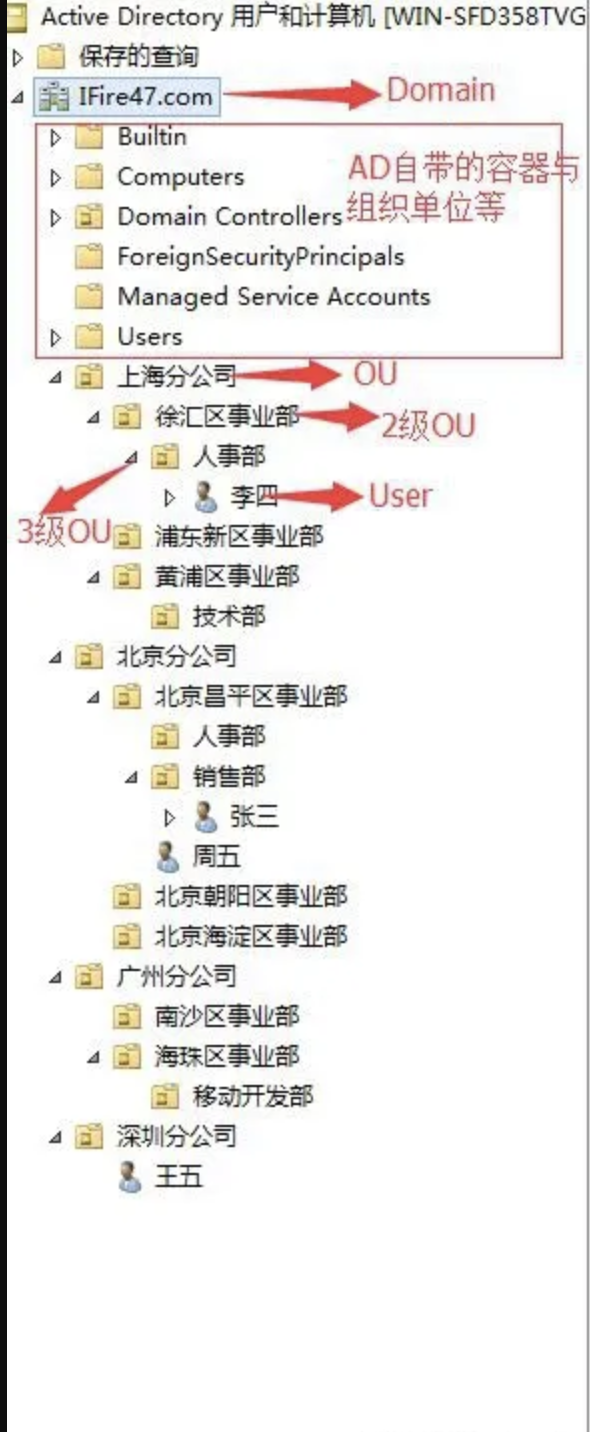 Active Directory 用户和计算机 [WIN-SFD358TVG
保存的查询
IFire47.com
Domain
Builtin
Computers
AD自带的容器与
组织单位等
Domain Controllers
ForeignSecurityPrincipals
Managed Service Accounts
Users
上海分公司
OU
徐汇区事业部
2级OU
人事部
李四
User
3级OU
浦东新区事业部
黄浦区事业部
技术部
北京分公司
北京昌平区事业部
人事部
销售部
张三
周五
北京朝阳区事业部
北京海淀区事业部
广州分公司
南沙区事业部
海珠区事业部
移动开发部
深圳分公司
王五